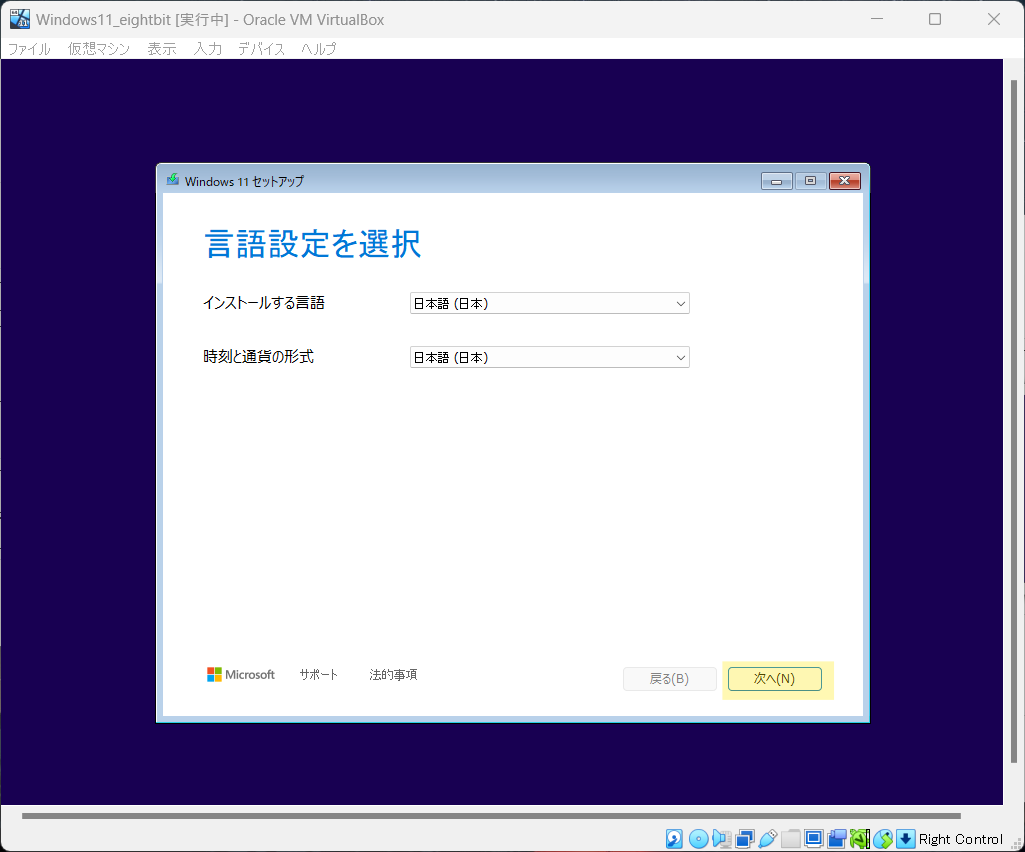 Windows11_eightbit [実行中] - Oracle VM VirtualBox
ファイル 仮想マシン 表示 入力 デバイス ヘルプ
Windows 11 セットアップ
言語設定を選択
インストールする言語 日本語 (日本)
時刻と通貨の形式 日本語 (日本)
Microsoft サポート 法的事項 戻る(B) 次へ(N)
Right Control